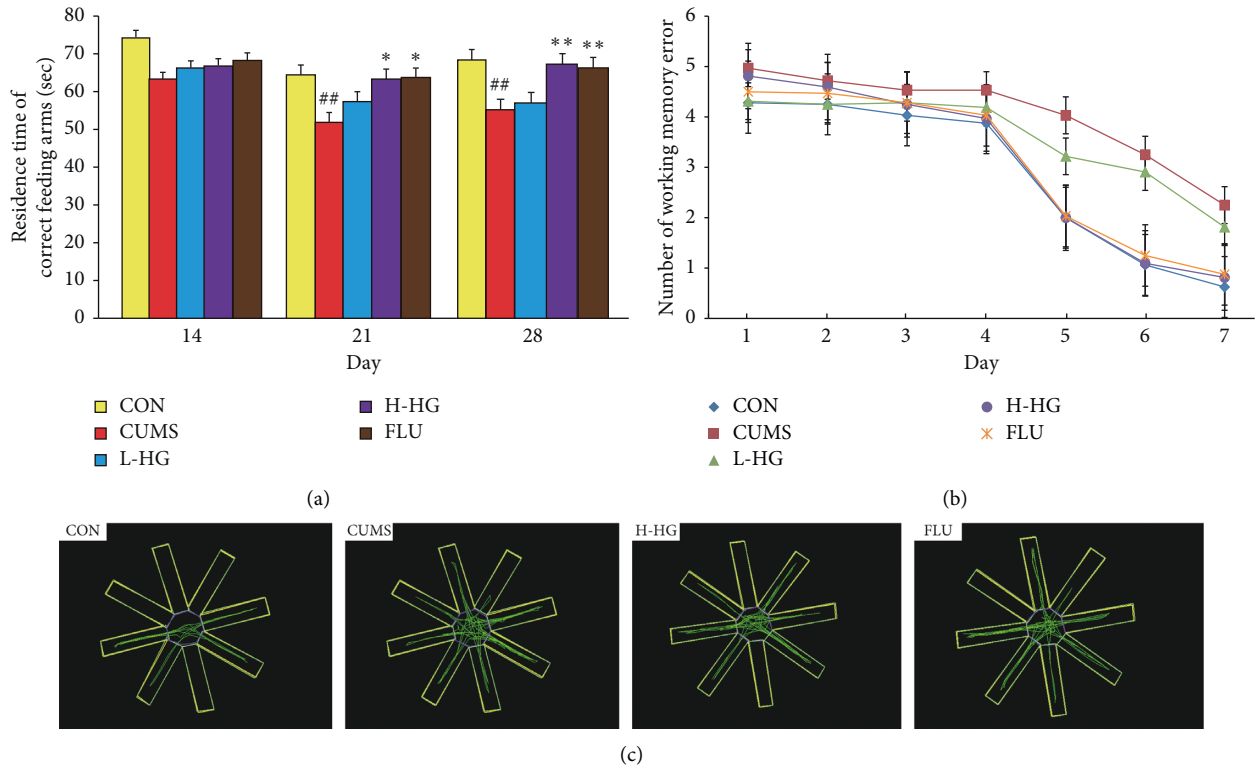 80
70
60
50
40
30
20
10
0
Residence time of
correct feeding arms (sec)
##
*
*
##
**
**
14
21
28
Day
CON
CUMS
L-HG
H-HG
FLU
(a)
6
5
4
3
2
1
0
Number of working memory error
1
2
3
4
5
6
7
Day
CON
CUMS
L-HG
H-HG
FLU
(b)
CON
CUMS
H-HG
FLU
(c)